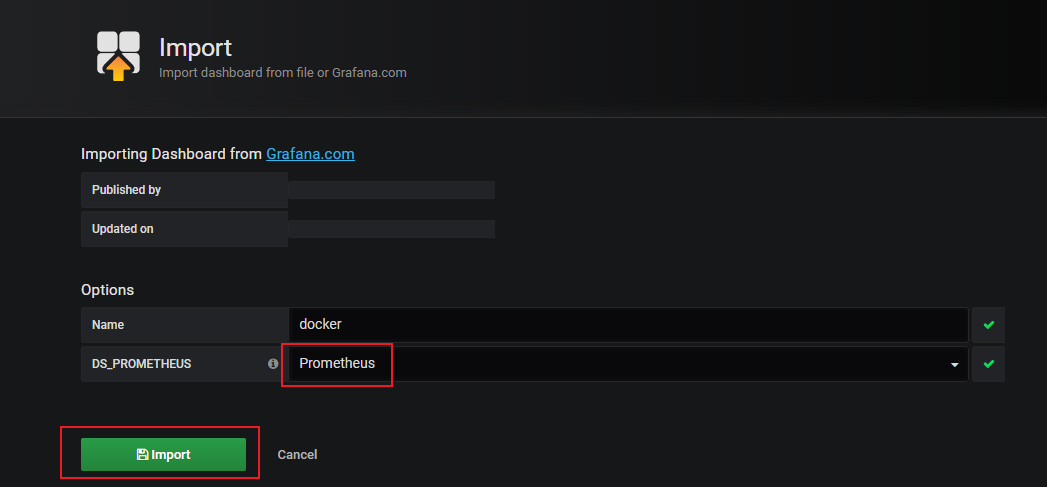 Import
Import dashboard from file or Grafana.com
Importing Dashboard from Grafana.com
Published by
Updated on
Options
Name docker
DS_PROMETHEUS Prometheus
Import Cancel